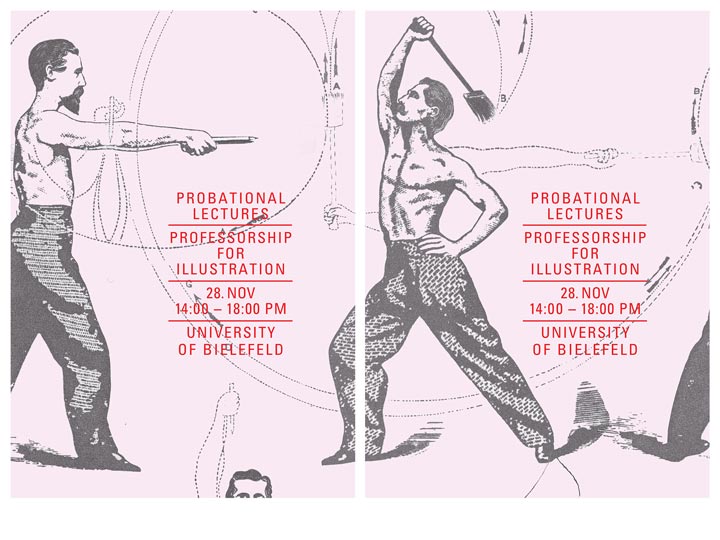 PROBATIONAL
LECTURES
PROFESSORSHIP
FOR
ILLUSTRATION
28. NOV
14:00 – 18:00 PM
UNIVERSITY
OF BIELEFELD
A
G
PROBATIONAL
LECTURES
PROFESSORSHIP
FOR
ILLUSTRATION
28. NOV
14:00 – 18:00 PM
UNIVERSITY
OF BIELEFELD
B
B